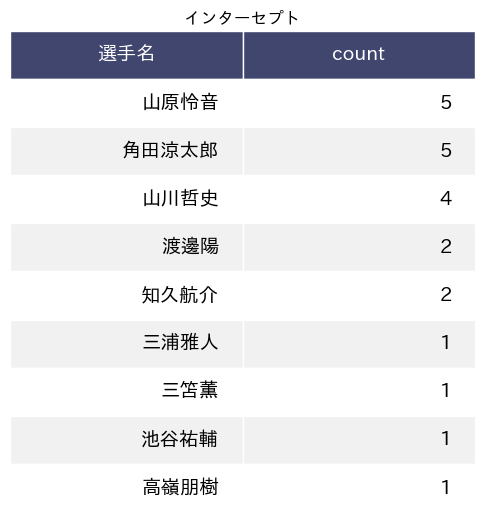 インターセプト
選手名 count
山原怜音 5
角田涼太郎 5
山川哲史 4
渡邊陽 2
知久航介 2
三浦雅人 1
三笘薫 1
池谷祐輔 1
高嶺朋樹 1